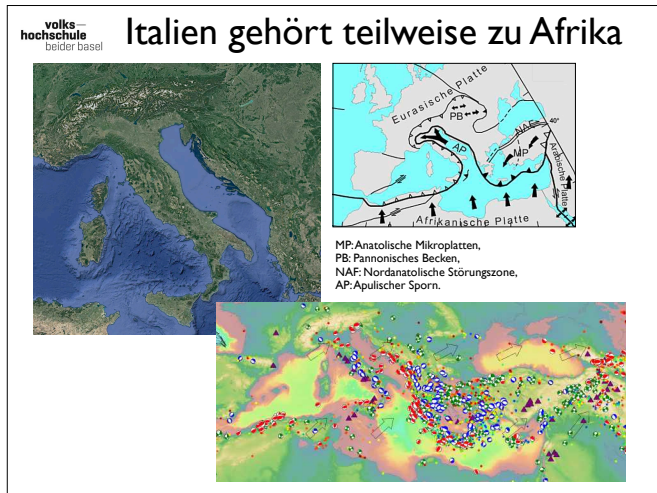 volks-
hochschule
beider basel
Italien gehört teilweise zu Afrika
Eurasische Platte
PB
40°
NAF
AP
MP
Arabische Platte
Afrikanische Platte
MP: Anatolische Mikroplatten,
PB: Pannonisches Becken,
NAF: Nordanatolische Störungszone,
AP: Apulischer Sporn.